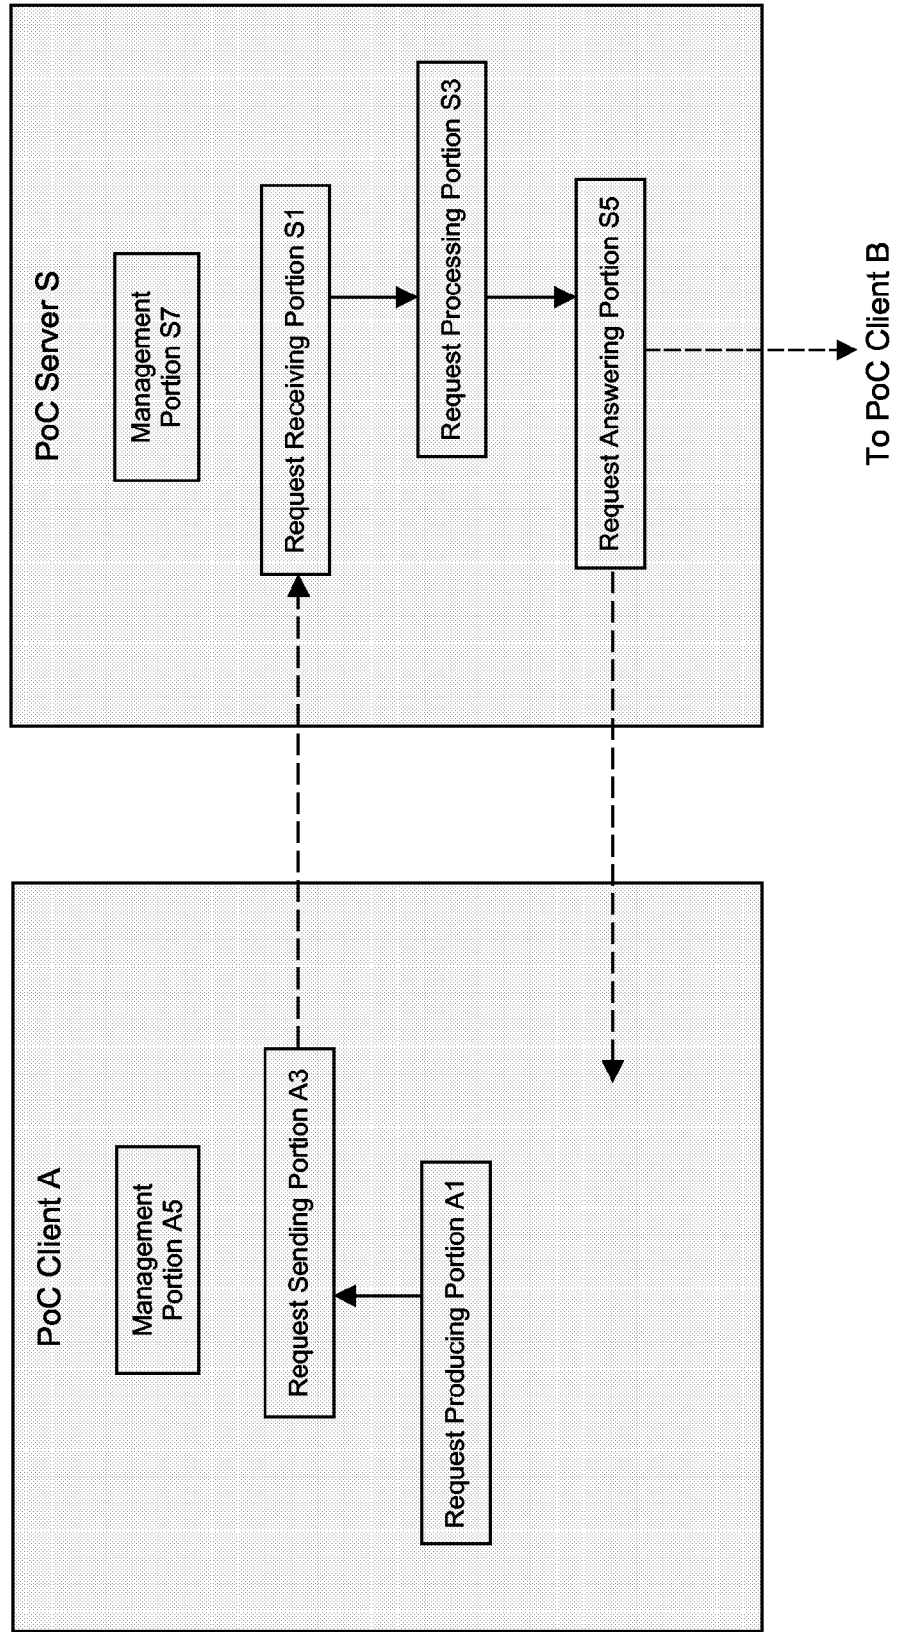 PoC Client A
Management
Portion A5
Request Sending Portion A3
Request Producing Portion A1
PoC Server S
Management
Portion S7
Request Receiving Portion S1
Request Processing Portion S3
Request Answering Portion S5
To PoC Client B